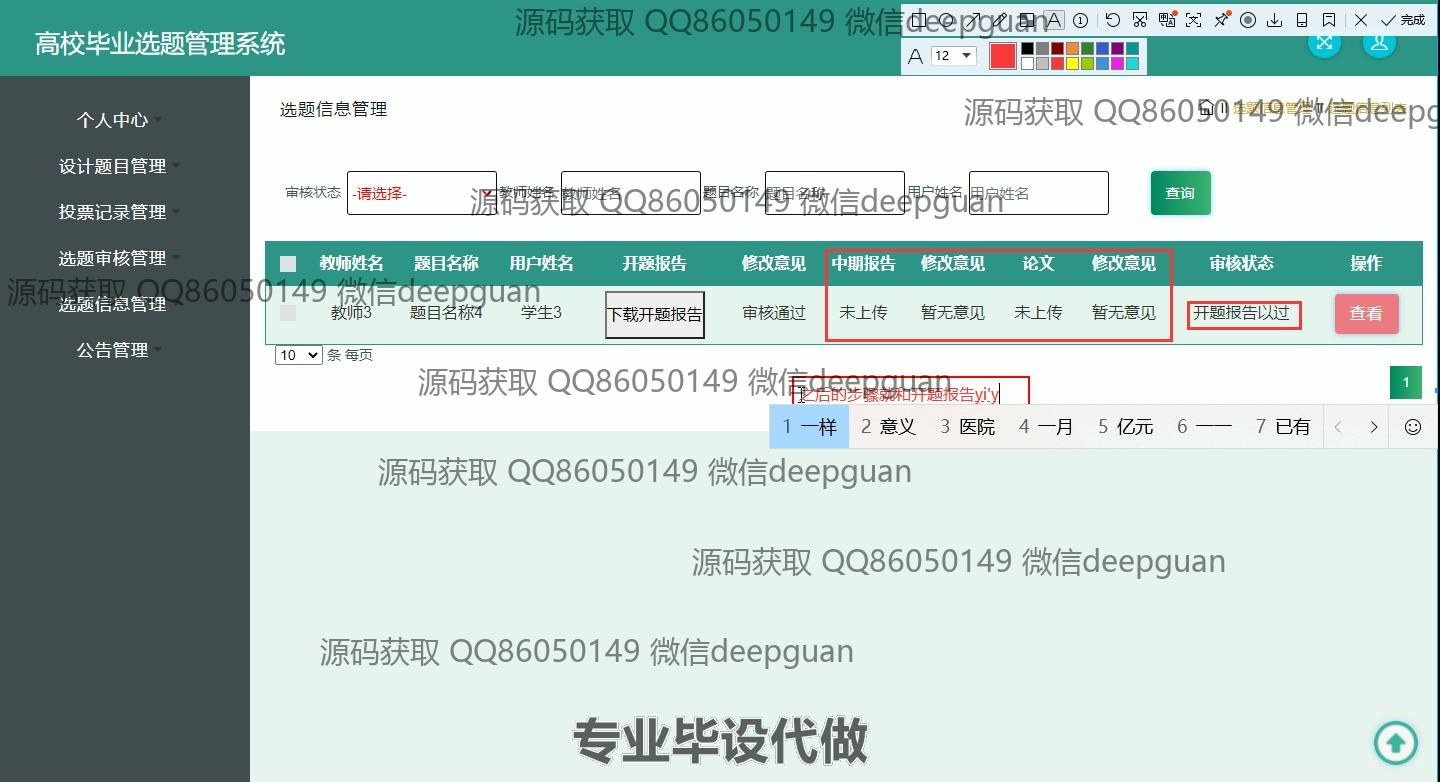 源码获取 QQ86050149 微信deepguan
高校毕业选题管理系统
完成
A 12
个人中心
设计题目管理
投票记录管理
选题审核管理
选题信息管理
公告管理
选题信息管理
源码获取 QQ86050149 微信deepg
审核状态 -请选择- 教师姓名 教师姓名 题目名称 题目名称 用户姓名 用户姓名 查询
源码获取 QQ86050149 微信deepguan
教师姓名 题目名称 用户姓名 开题报告 修改意见 中期报告 修改意见 论文 修改意见 审核状态 操作
源码获取 QQ86050149 微信deepguan
教师3 题目名称4 学生3 下载开题报告 审核通过 未上传 暂无意见 未上传 暂无意见 开题报告以过 查看
10 条 每页
源码获取 QQ86050149 微信deepguan
1
之后的步骤就和开题报告yi'y
1 一样 2 意义 3 医院 4 一月 5 亿元 6 一一 7 已有
源码获取 QQ86050149 微信deepguan
源码获取 QQ86050149 微信deepguan
源码获取 QQ86050149 微信deepguan
专业毕设代做